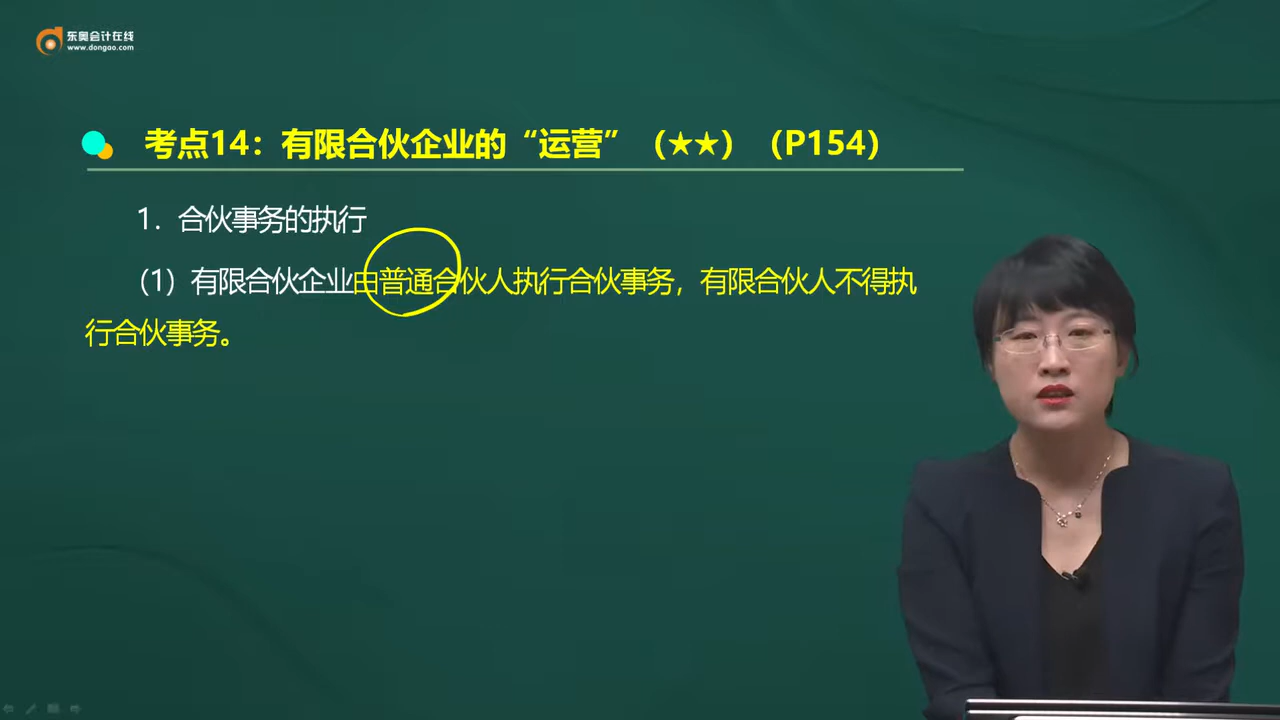 东奥会计在线
www.dongao.com
考点14：有限合伙企业的“运营”（★★）（P154）
1．合伙事务的执行
（1）有限合伙企业由普通合伙人执行合伙事务，有限合伙人不得执
行合伙事务。